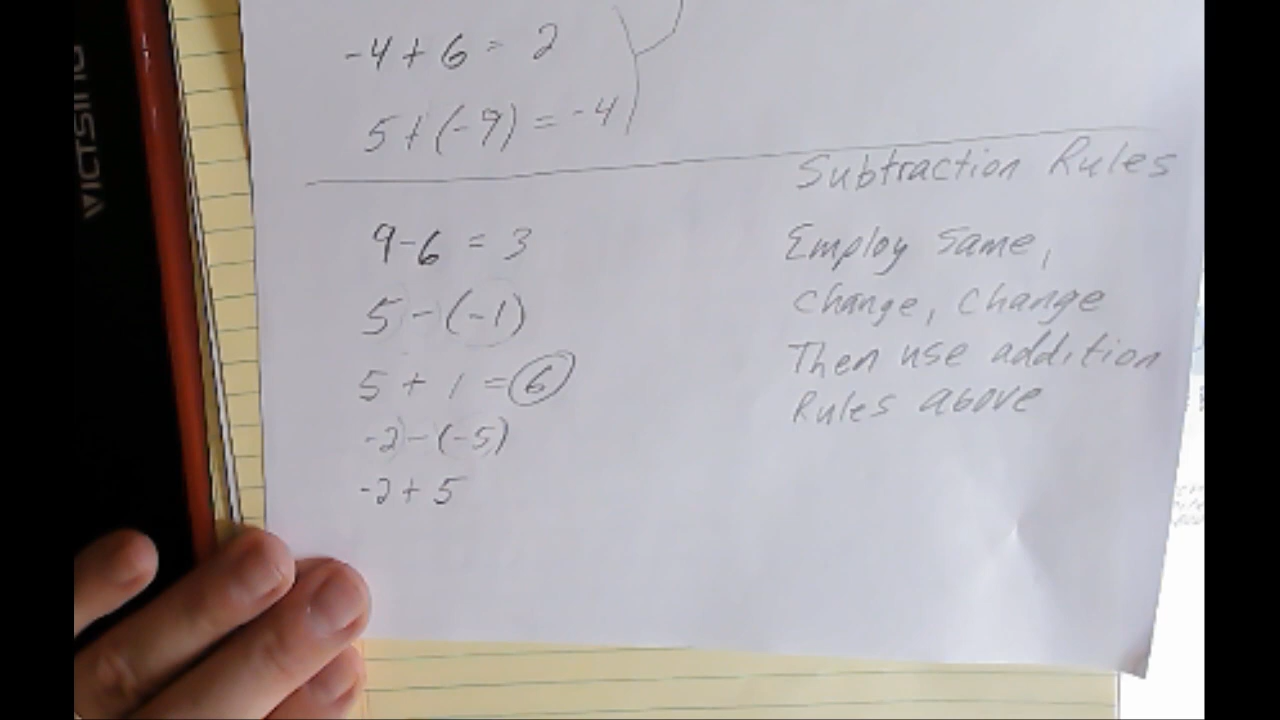 -4+6 = 2
5+(-9) = -4
Subtraction Rules
9-6 = 3
5-(-1)
5 + 1 = 6
-2-(-5)
-2+5
Employ Same,
Change, Change
Then use addition
Rules above
VICTSING